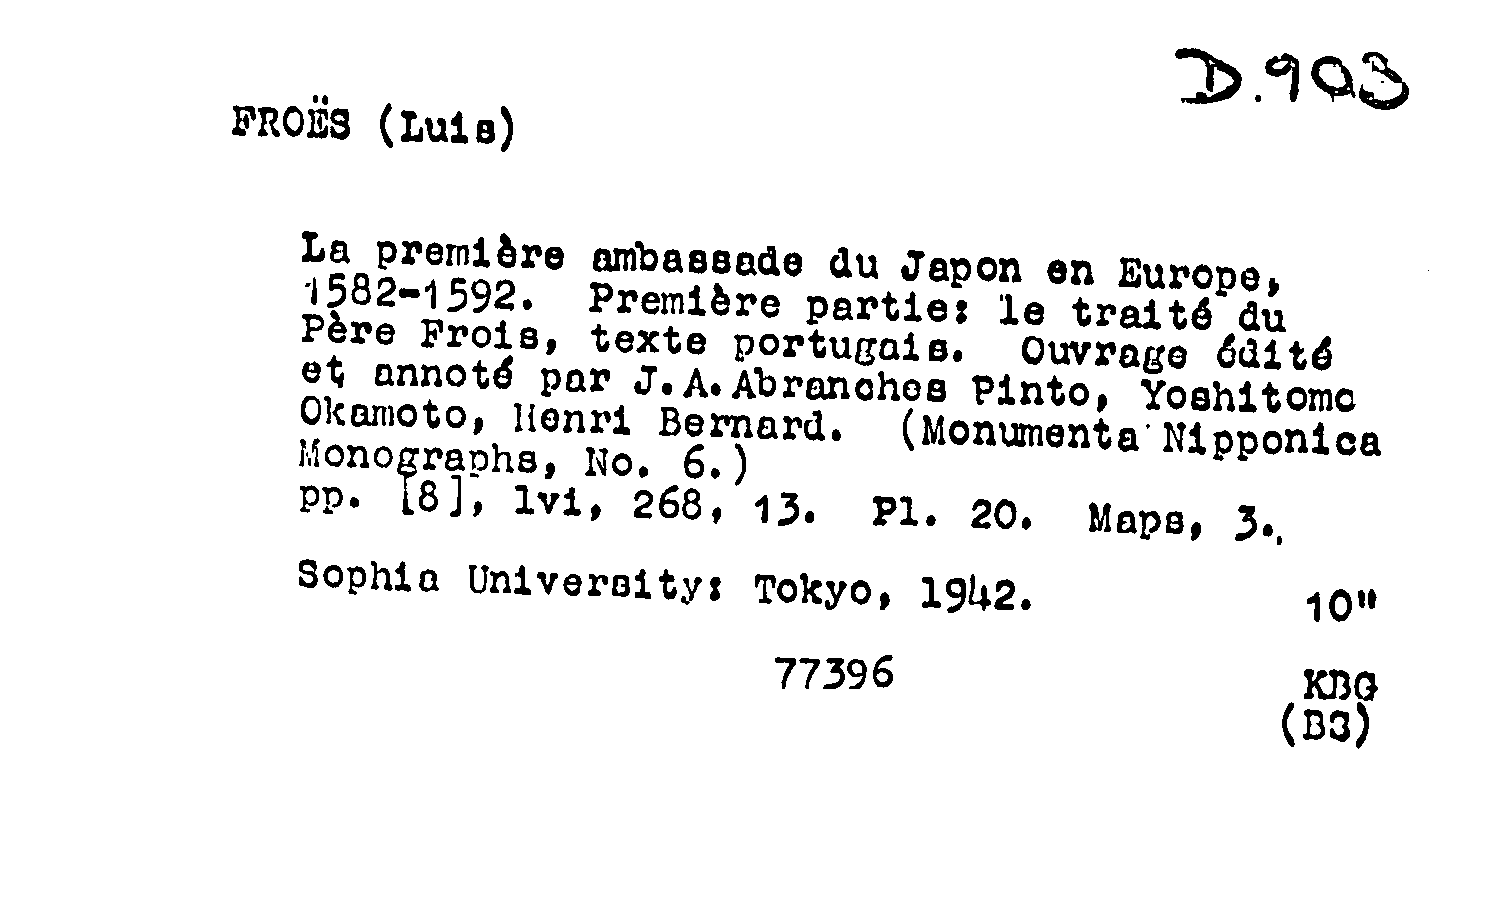 D.903
FROËS (Luis)
La première ambassade du Japon en Europe,
1582-1592. Première partie: le traité du
Père Frois, texte portugais. Ouvrage édité
et annoté par J.A.Abranches Pinto, Yoshitomo
Okamoto, Henri Bernard. (Monumenta Nipponica
Monographs, No. 6.)
pp. [8], lvi, 268, 13. Pl. 20. Maps, 3.
Sophia University: Tokyo, 1942.
10"
77396
KBG
(BS)